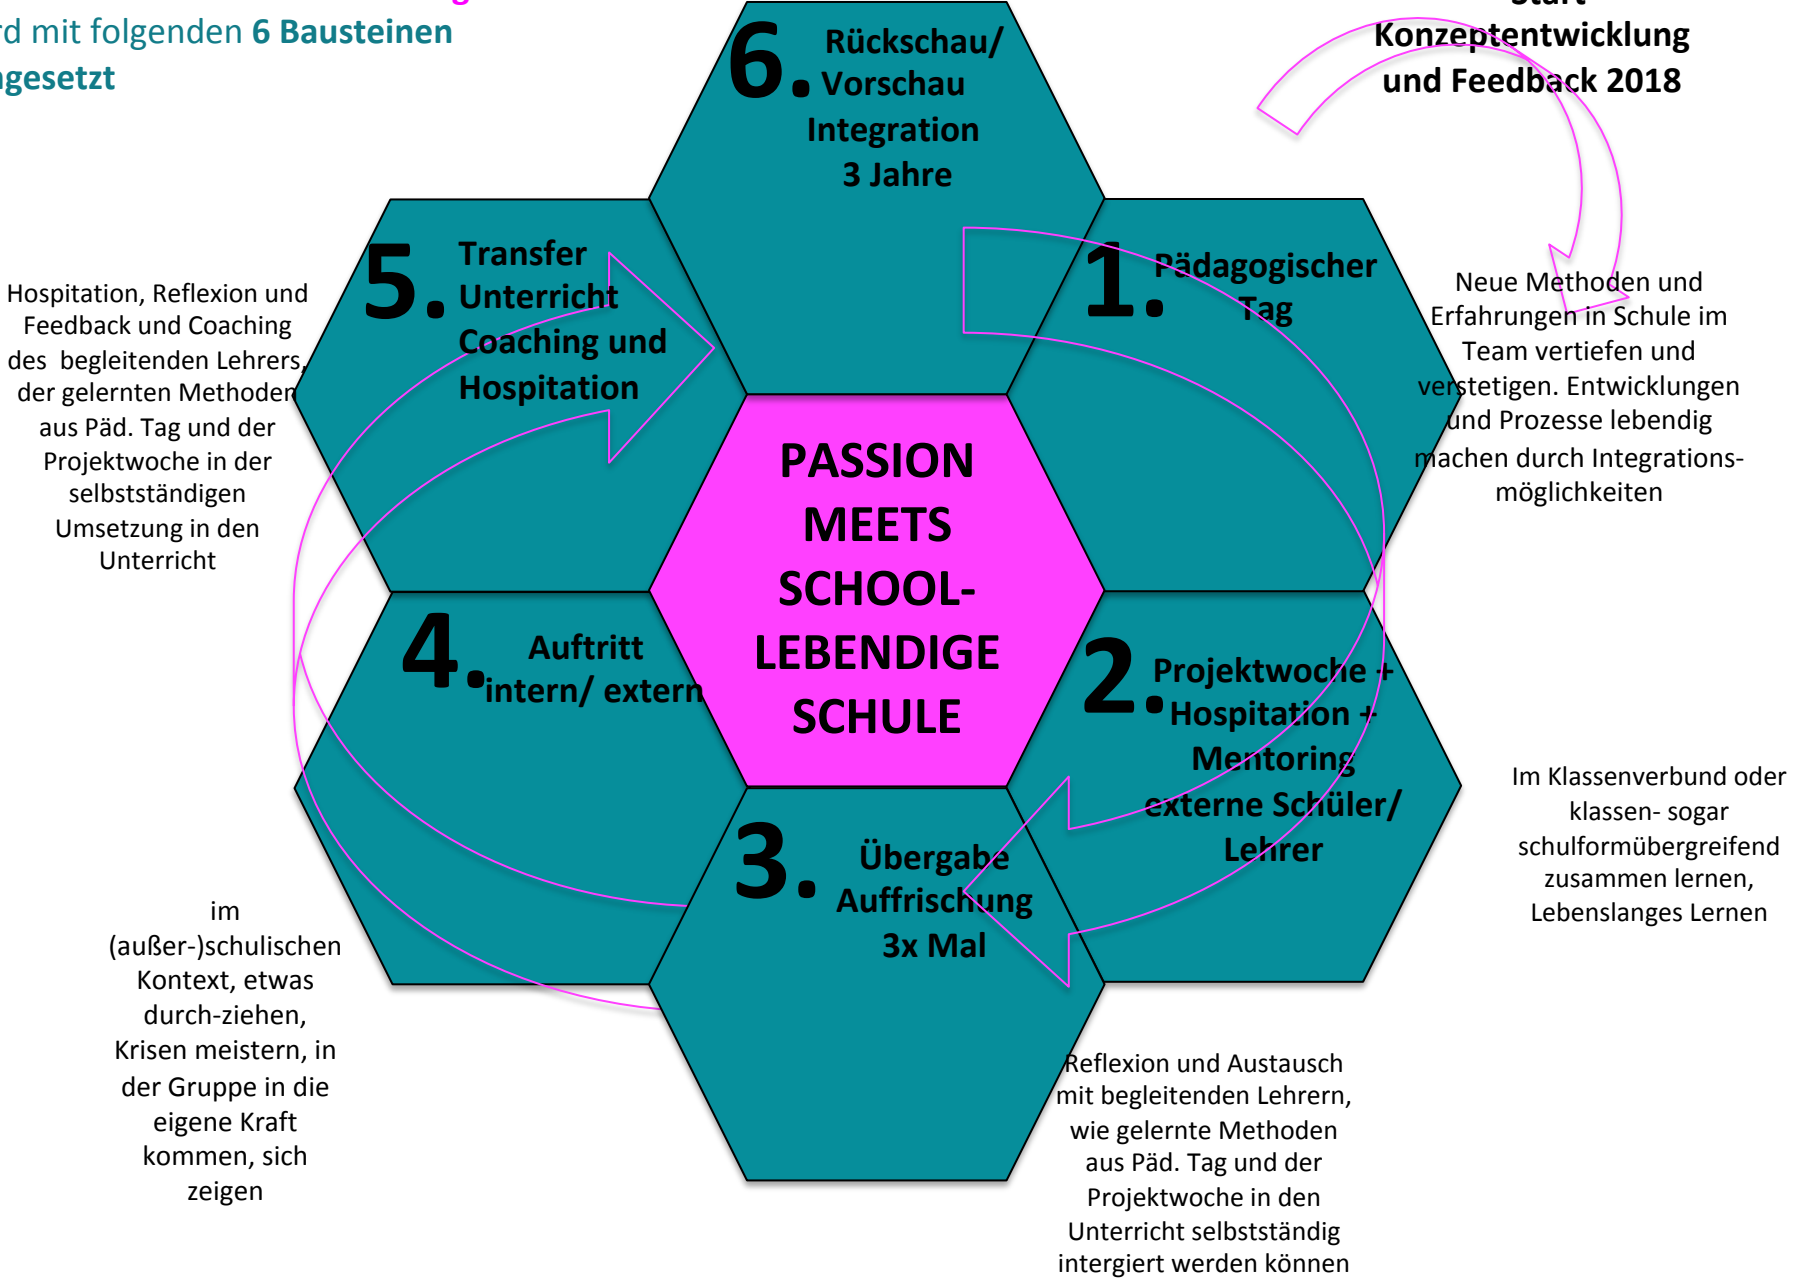 rd mit folgenden 6 Bausteinen
gesetzt
Start
Konzeptentwicklung
und Feedback 2018
6. Rückschau/
Vorschau
Integration
3 Jahre
1. Pädagogischer
Tag
Neue Methoden und
Erfahrungen in Schule im
Team vertiefen und
verstetigen. Entwicklungen
und Prozesse lebendig
machen durch Integrations-
möglichkeiten
2. Projektwoche +
Hospitation +
Mentoring
externe Schüler/
Lehrer
Im Klassenverbund oder
klassen- sogar
schulformübergreifend
zusammen lernen,
Lebenslanges Lernen
3. Übergabe
Auffrischung
3x Mal
Reflexion und Austausch
mit begleitenden Lehrern,
wie gelernte Methoden
aus Päd. Tag und der
Projektwoche in den
Unterricht selbstständig
intergiert werden können
4. Auftritt
intern/ extern
im
(außer-)schulischen
Kontext, etwas
durch-ziehen,
Krisen meistern, in
der Gruppe in die
eigene Kraft
kommen, sich
zeigen
5. Transfer
Unterricht
Coaching und
Hospitation
Hospitation, Reflexion und
Feedback und Coaching
des begleitenden Lehrers,
der gelernten Methoden
aus Päd. Tag und der
Projektwoche in der
selbstständigen
Umsetzung in den
Unterricht
PASSION
MEETS
SCHOOL-
LEBENDIGE
SCHULE